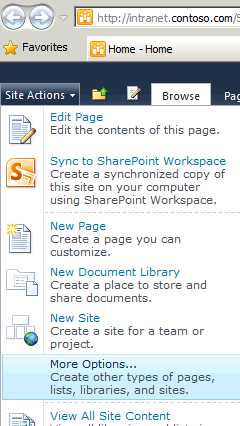 http://intranet.contoso.com/S
Favorites
Home - Home
Site Actions
Browse
Pag
Edit Page
Edit the contents of this page.
Sync to SharePoint Workspace
Create a synchronized copy of
this site on your computer
using SharePoint Workspace.
New Page
Create a page you can
customize.
New Document Library
Create a place to store and
share documents.
New Site
Create a site for a team or
project.
More Options...
Create other types of pages,
lists, libraries, and sites.
View All Site Content